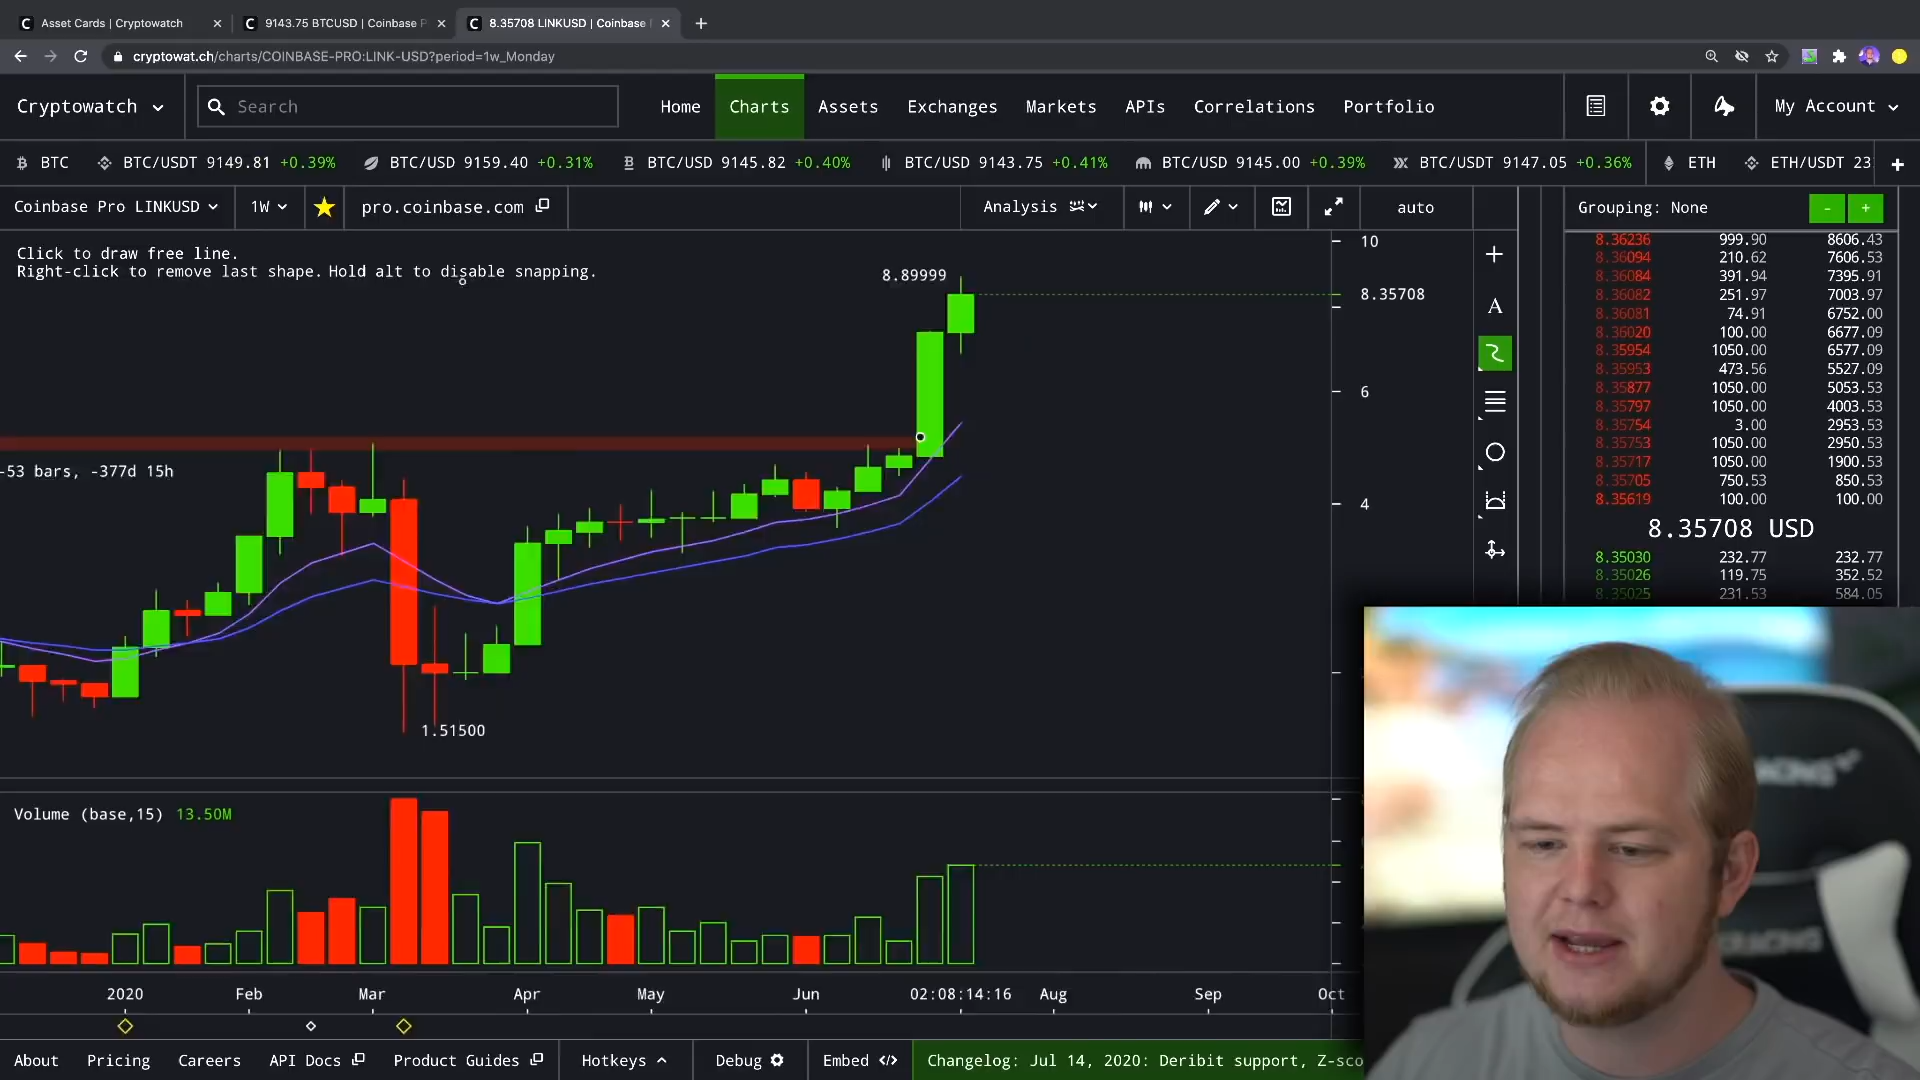 Asset Cards | Cryptowatch
9143.75 BTCUSD | Coinbase P
8.35708 LINKUSD | Coinbase
cryptowat.ch/charts/COINBASE-PRO:LINK-USD?period=1w_Monday
Cryptowatch
Search
Home
Charts
Assets
Exchanges
Markets
APIs
Correlations
Portfolio
My Account
BTC
BTC/USDT 9149.81 +0.39%
BTC/USD 9159.40 +0.31%
BTC/USD 9145.82 +0.40%
BTC/USD 9143.75 +0.41%
BTC/USD 9145.00 +0.39%
BTC/USDT 9147.05 +0.36%
ETH
ETH/USDT 23
Coinbase Pro LINKUSD
1W
pro.coinbase.com
Analysis
auto
Grouping: None
- +
Click to draw free line.
Right-click to remove last shape. Hold alt to disable snapping.
8.89999
10
8.35708
6
4
A
-53 bars, -377d 15h
1.51500
8.36236 999.90 8606.43
8.36094 210.62 7606.53
8.36084 391.94 7395.91
8.36082 251.97 7003.97
8.36081 74.91 6752.00
8.36020 100.00 6677.09
8.35954 1050.00 6577.09
8.35953 473.56 5527.09
8.35877 1050.00 5053.53
8.35797 1050.00 4003.53
8.35754 3.00 2953.53
8.35753 1050.00 2950.53
8.35717 1050.00 1900.53
8.35705 750.53 850.53
8.35619 100.00 100.00
8.35708 USD
8.35030 232.77 232.77
8.35026 119.75 352.52
8.35025 231.53 584.05
Volume (base,15) 13.50M
2020
Feb
Mar
Apr
May
Jun
02:08:14:16
Aug
Sep
Oct
About
Pricing
Careers
API Docs
Product Guides
Hotkeys
Debug
Embed
Changelog: Jul 14, 2020: Deribit support, Z-sco